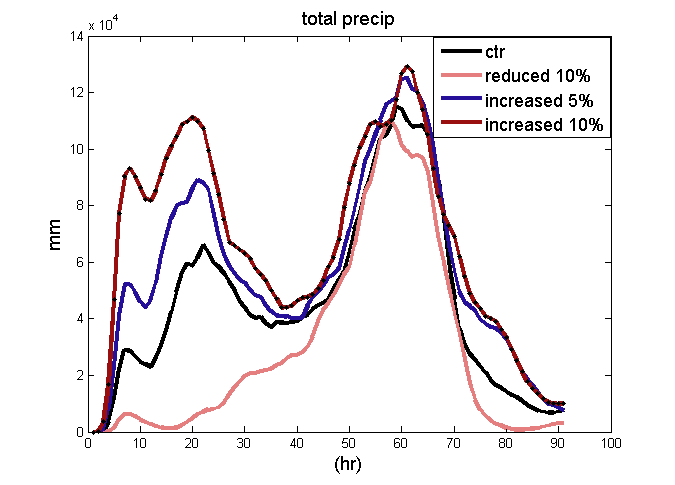 total precip
x 10^4
14
12
10
8
6
4
2
0
mm
0 10 20 30 40 50 60 70 80 90 100
(hr)
ctr
reduced 10%
increased 5%
increased 10%